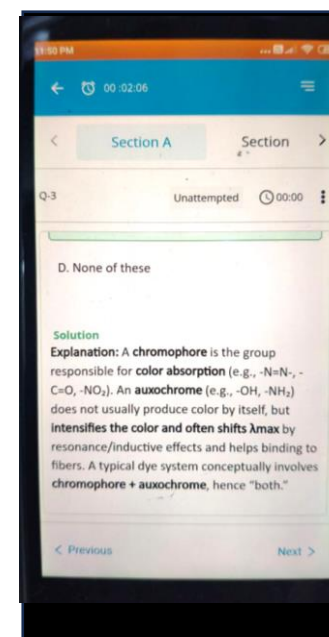 11:50 PM
00:02:06
Section A Section
Q-3 Unattempted 00:00
D. None of these
Solution
Explanation: A chromophore is the group
responsible for color absorption (e.g., -N=N-, -
C=O, -NO₂). An auxochrome (e.g., -OH, -NH₂)
does not usually produce color by itself, but
intensifies the color and often shifts λmax by
resonance/inductive effects and helps binding to
fibers. A typical dye system conceptually involves
chromophore + auxochrome, hence “both.”
< Previous Next >